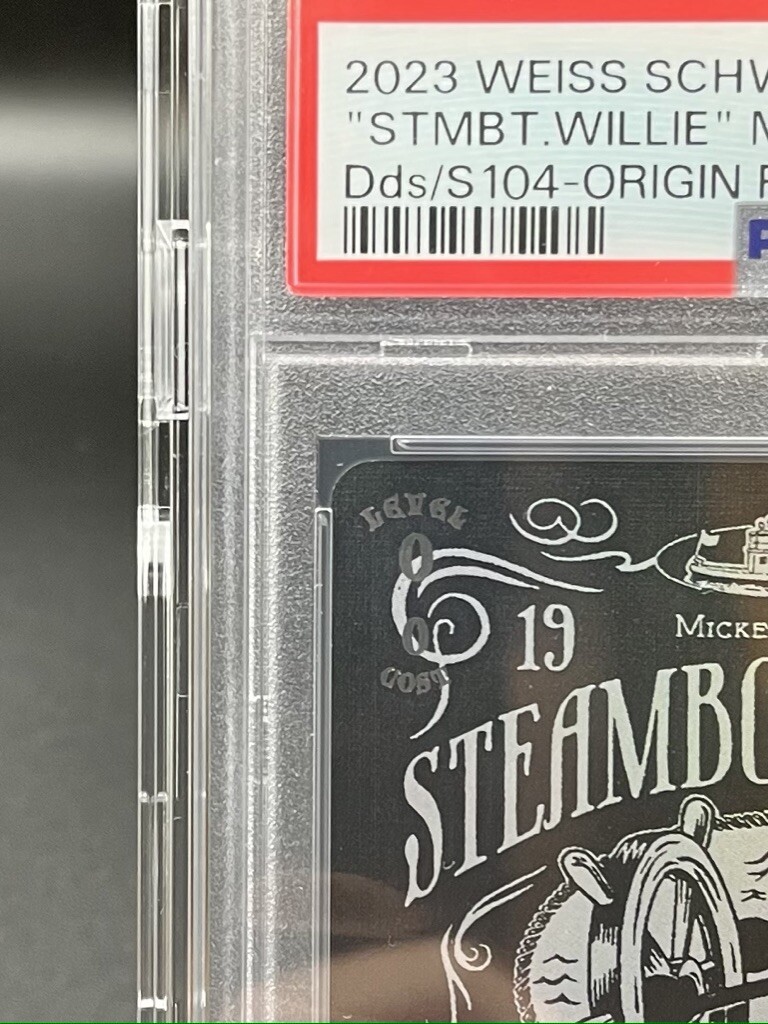 2023 WEISS SCHW
"STMBT.WILLIE" M
Dds/S104-ORIGIN
LEVEL
0
0
COST
19
MICKE
STEAMBO